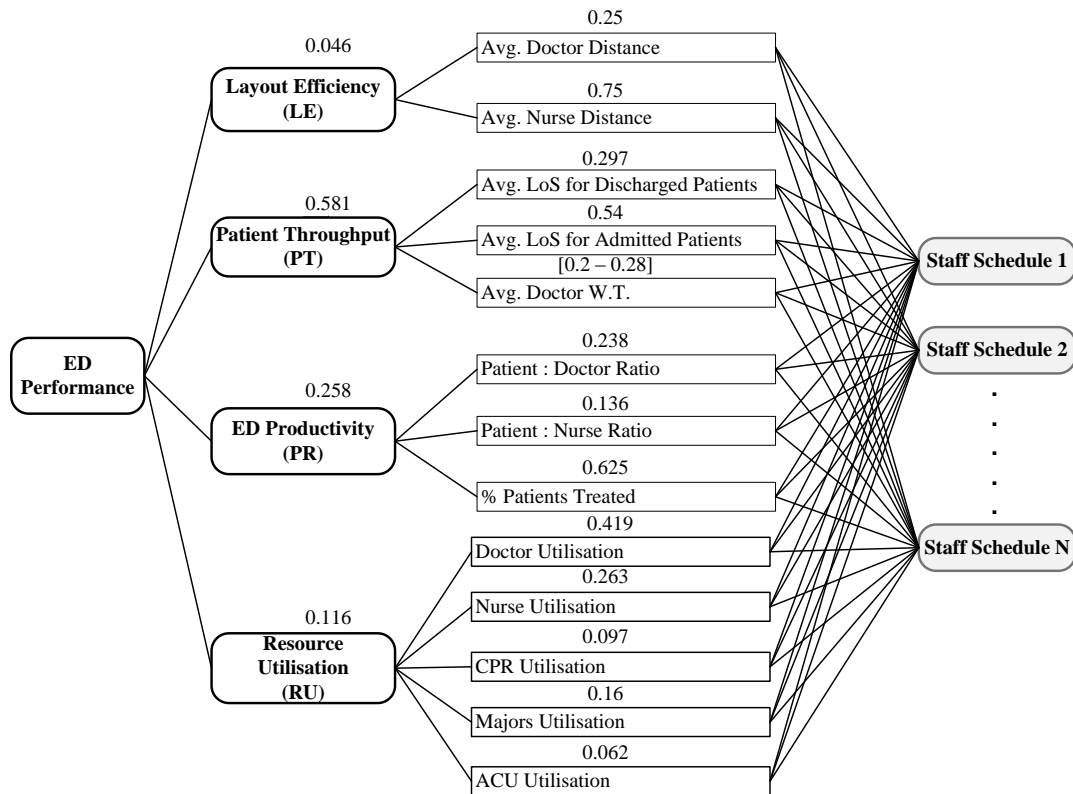 ED
Performance
0.046
Layout Efficiency
(LE)
0.581
Patient Throughput
(PT)
0.258
ED Productivity
(PR)
0.116
Resource
Utilisation
(RU)
0.25
Avg. Doctor Distance
0.75
Avg. Nurse Distance
0.297
Avg. LoS for Discharged Patients
0.54
Avg. LoS for Admitted Patients
[0.2 – 0.28]
Avg. Doctor W.T.
0.238
Patient : Doctor Ratio
0.136
Patient : Nurse Ratio
0.625
% Patients Treated
0.419
Doctor Utilisation
0.263
Nurse Utilisation
0.097
CPR Utilisation
0.16
Majors Utilisation
0.062
ACU Utilisation
Staff Schedule 1
Staff Schedule 2
.
.
.
.
.
Staff Schedule N